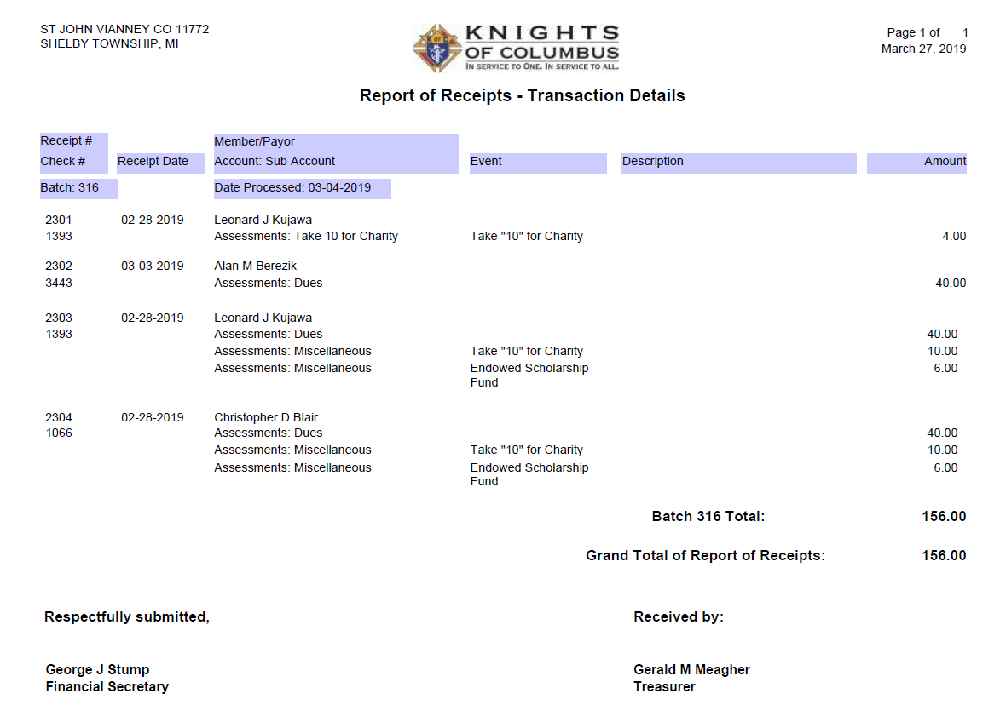 ST JOHN VIANNEY CO 11772
SHELBY TOWNSHIP, MI
K of C
KNIGHTS
OF COLUMBUS
IN SERVICE TO ONE. IN SERVICE TO ALL.
Page 1 of 1
March 27, 2019
Report of Receipts - Transaction Details
Receipt # Member/Payor
Check # Receipt Date Account: Sub Account Event Description Amount
Batch: 316 Date Processed: 03-04-2019
2301 02-28-2019 Leonard J Kujawa
1393 Assessments: Take 10 for Charity Take "10" for Charity 4.00
2302 03-03-2019 Alan M Berezik
3443 Assessments: Dues 40.00
2303 02-28-2019 Leonard J Kujawa
1393 Assessments: Dues 40.00
Assessments: Miscellaneous Take "10" for Charity 10.00
Assessments: Miscellaneous Endowed Scholarship 6.00
Fund
2304 02-28-2019 Christopher D Blair
1066 Assessments: Dues 40.00
Assessments: Miscellaneous Take "10" for Charity 10.00
Assessments: Miscellaneous Endowed Scholarship 6.00
Fund
Batch 316 Total: 156.00
Grand Total of Report of Receipts: 156.00
Respectfully submitted, Received by:
George J Stump Gerald M Meagher
Financial Secretary Treasurer